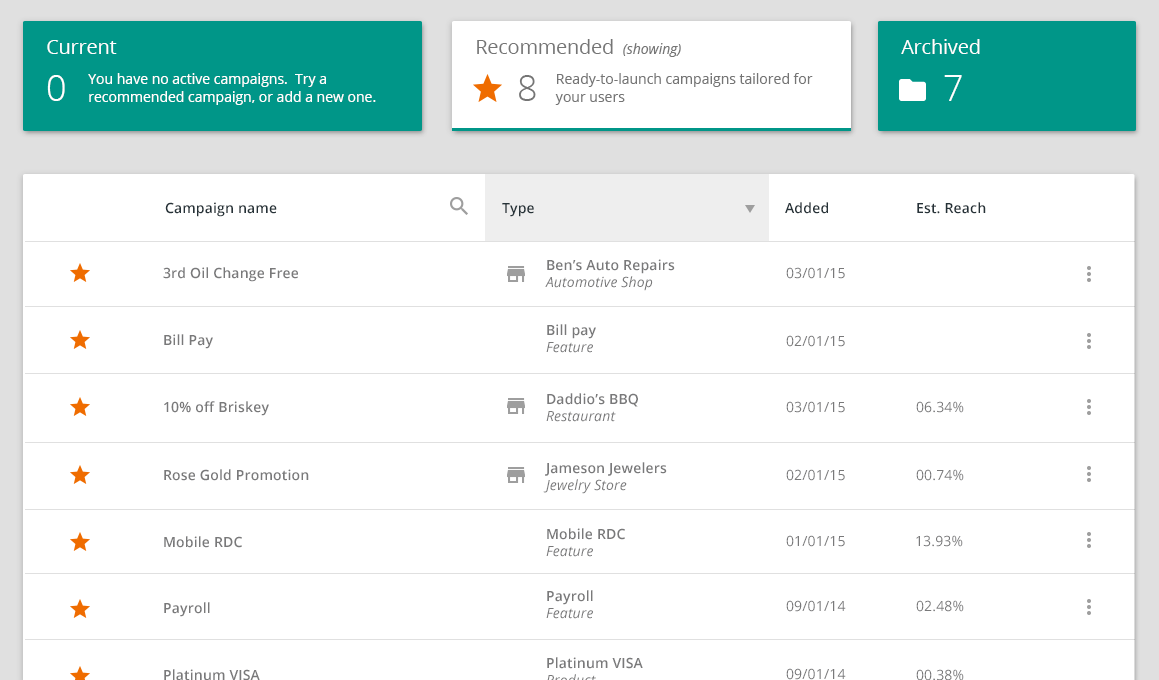 Current
0
You have no active campaigns. Try a
recommended campaign, or add a new one.
Recommended (showing)
8
Ready-to-launch campaigns tailored for
your users
Archived
7
Campaign name Type Added Est. Reach
3rd Oil Change Free
Ben's Auto Repairs
Automotive Shop
03/01/15
Bill Pay
Bill pay
Feature
02/01/15
10% off Briskey
Daddio's BBQ
Restaurant
03/01/15 06.34%
Rose Gold Promotion
Jameson Jewelers
Jewelry Store
02/01/15 00.74%
Mobile RDC
Mobile RDC
Feature
01/01/15 13.93%
Payroll
Payroll
Feature
09/01/14 02.48%
Platinum VISA
Platinum VISA
Product
09/01/14 00.38%